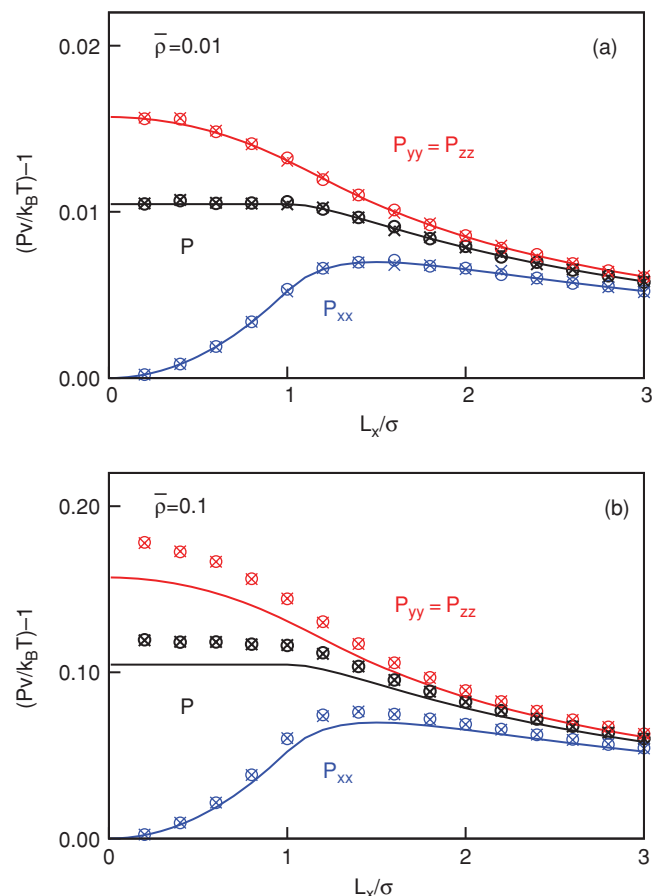 0.02
ρ̄=0.01
(a)
P_yy = P_zz
(Pv/k_BT)−1
0.01
P
P_xx
0.00
0 1 2 3
L_x/σ
0.20
ρ̄=0.1
(b)
P_yy = P_zz
(Pv/k_BT)−1
0.10
P
P_xx
0.00
0 1 2 3
L_x/σ